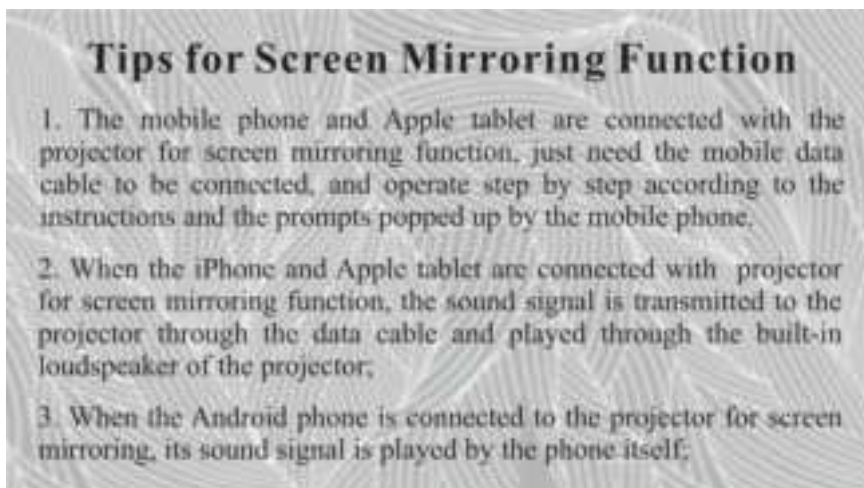 Tips for Screen Mirroring Function
1. The mobile phone and Apple tablet are connected with the
projector for screen mirroring function, just need the mobile data
cable to be connected, and operate step by step according to the
instructions and the prompts popped up by the mobile phone.
2. When the iPhone and Apple tablet are connected with projector
for screen mirroring function, the sound signal is transmitted to the
projector through the data cable and played through the built-in
loudspeaker of the projector;
3. When the Android phone is connected to the projector for screen
mirroring, its sound signal is played by the phone itself;